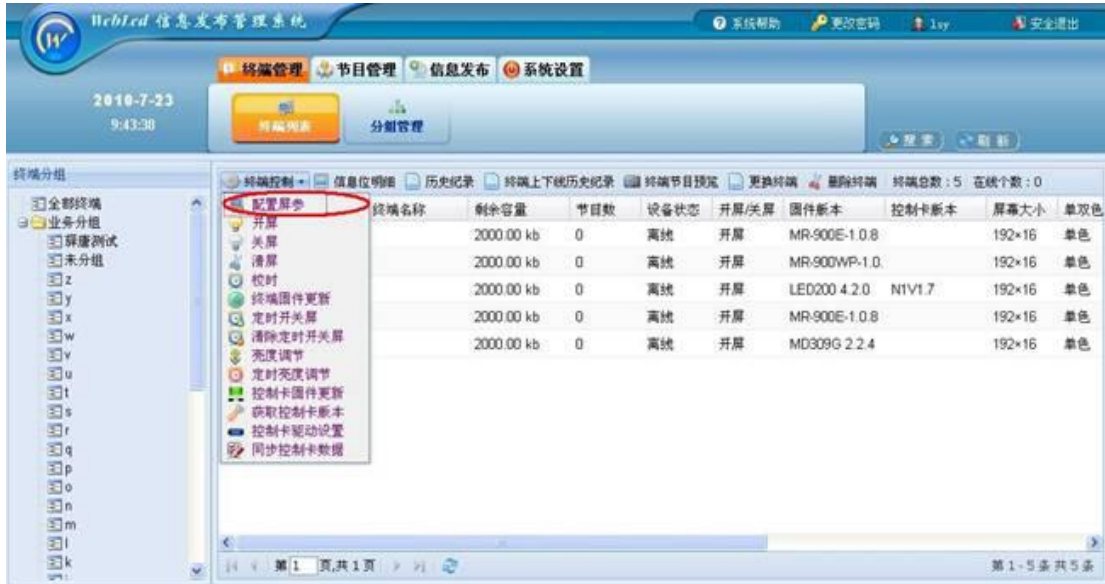 WebLed 信息发布管理系统
系统帮助 更改密码 lsy 安全退出
终端管理 节目管理 信息发布 系统设置
2010-7-23
9:43:38
终端列表 分组管理
搜索 刷新
终端分组
全部终端
业务分组
薛唐测试
未分组
z
y
x
w
v
u
t
s
r
q
p
o
n
m
l
k
终端控制 信息位明细 历史纪录 终端上下线历史纪录 终端节目预览 更换终端 删除终端 终端总数:5 在线个数:0
终端名称 剩余容量 节目数 设备状态 开屏/关屏 固件版本 控制卡版本 屏幕大小 单双色
2000.00 kb 0 离线 开屏 MR-900E-1.0.8 192×16 单色
2000.00 kb 0 离线 开屏 MR-900WP-1.0. 192×16 单色
2000.00 kb 0 离线 开屏 LED200 4.2.0 N1V1.7 192×16 单色
2000.00 kb 0 离线 开屏 MR-900E-1.0.8 192×16 单色
2000.00 kb 0 离线 开屏 MD309G 2.2.4 192×16 单色
配置屏参
开屏
关屏
清屏
校时
终端固件更新
定时开关屏
清除定时开关屏
亮度调节
定时亮度调节
控制卡固件更新
获取控制卡版本
控制卡驱动设置
同步控制卡数据
第 1 页,共 1 页
第 1 - 5 条 共 5 条